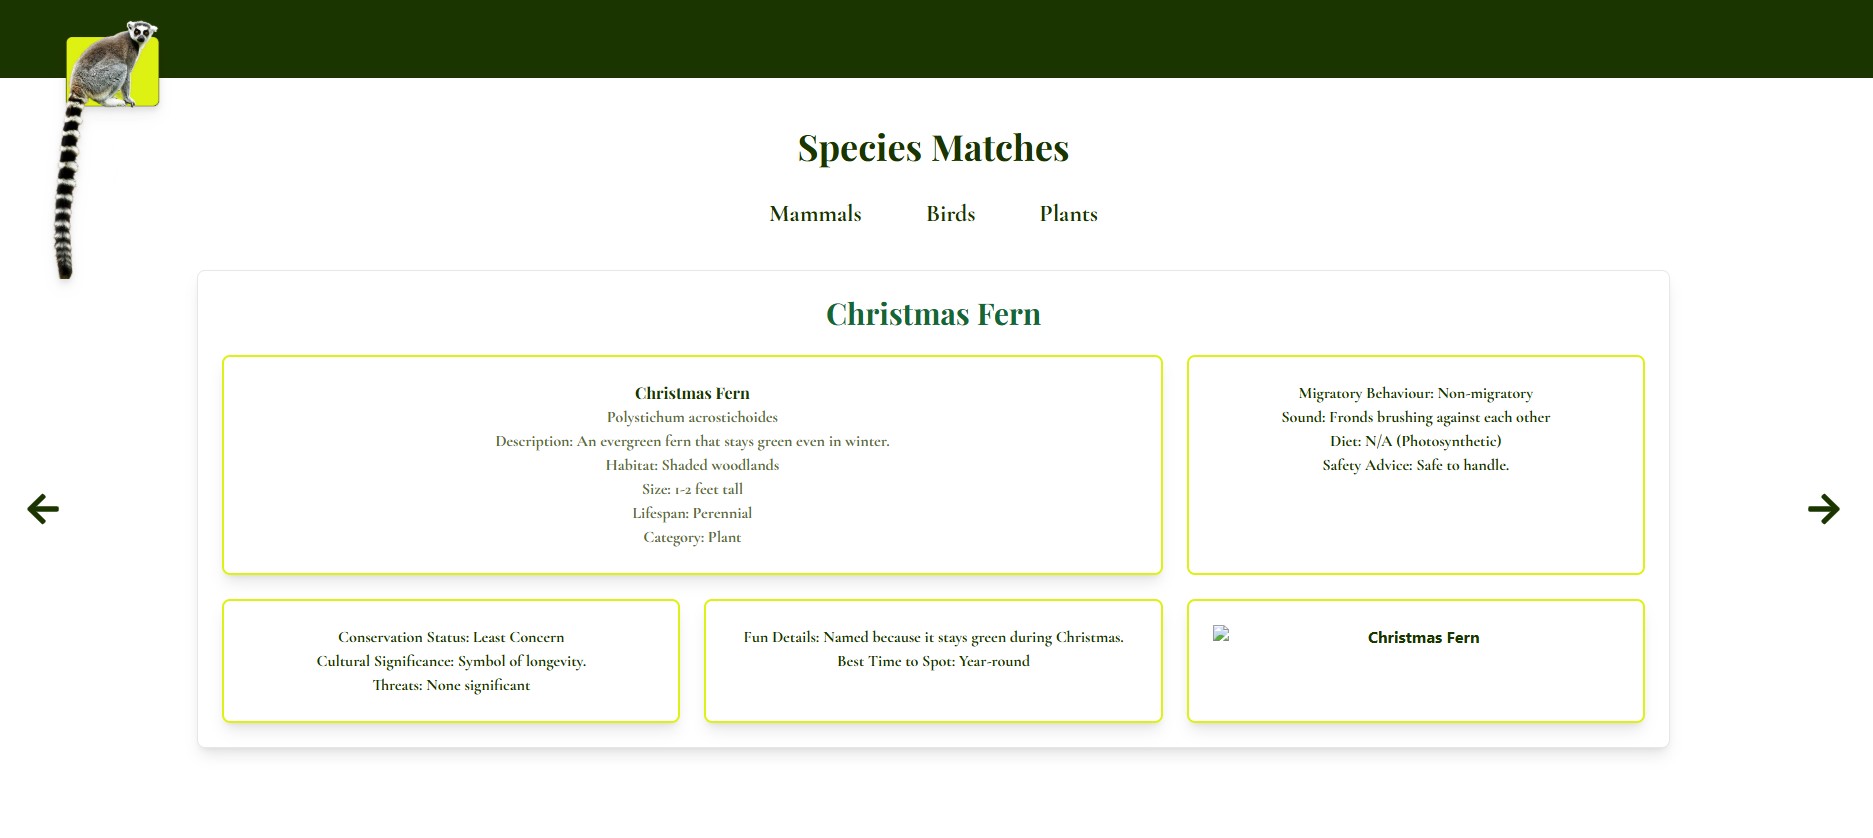 Species Matches
Mammals Birds Plants
Christmas Fern
Christmas Fern
Polystichum acrostichoides
Description: An evergreen fern that stays green even in winter.
Habitat: Shaded woodlands
Size: 1-2 feet tall
Lifespan: Perennial
Category: Plant
Migratory Behaviour: Non-migratory
Sound: Fronds brushing against each other
Diet: N/A (Photosynthetic)
Safety Advice: Safe to handle.
Conservation Status: Least Concern
Cultural Significance: Symbol of longevity.
Threats: None significant
Fun Details: Named because it stays green during Christmas.
Best Time to Spot: Year-round
Christmas Fern